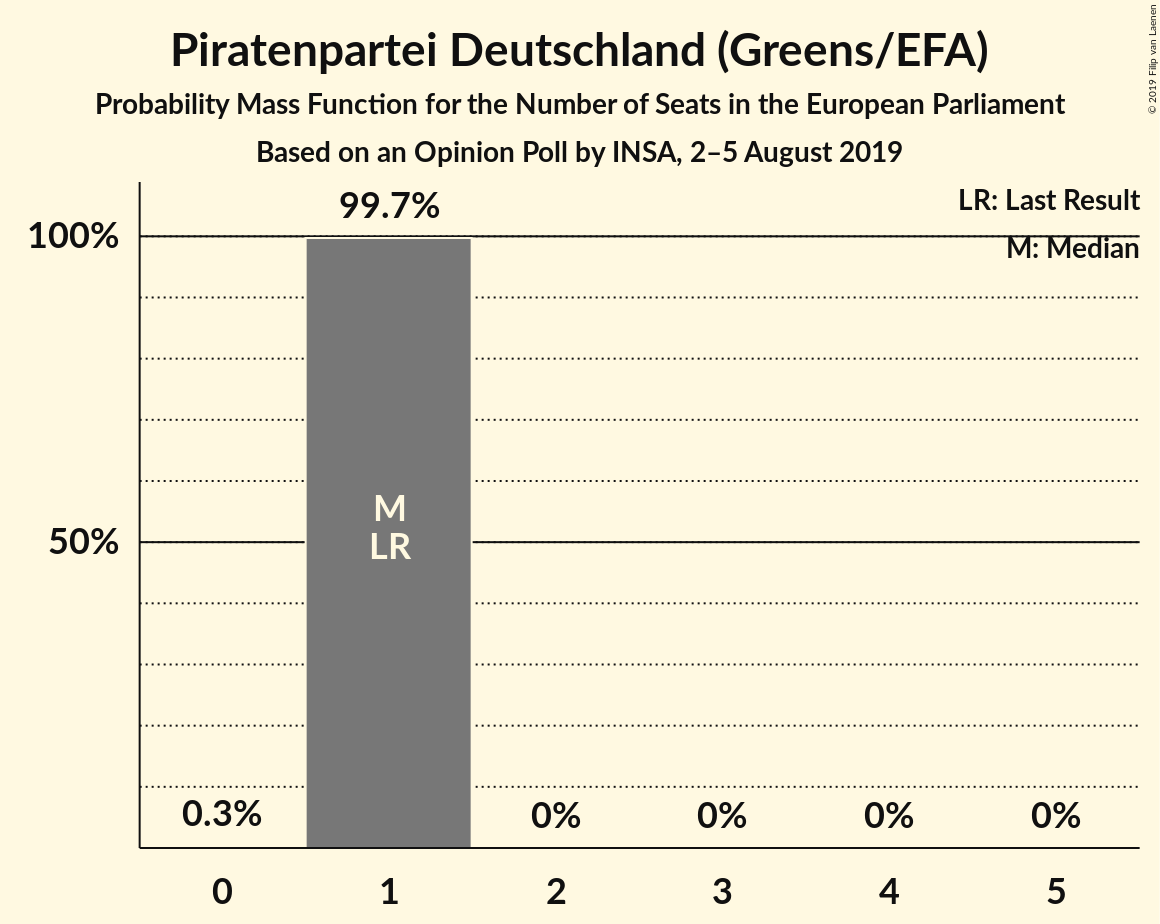 Piratenpartei Deutschland (Greens/EFA)
Probability Mass Function for the Number of Seats in the European Parliament
Based on an Opinion Poll by INSA, 2–5 August 2019
© 2019 Filip van Laenen
LR: Last Result
M: Median
99.7%
100%
50%
M
LR
0.3%
0%
0%
0%
0%
0
1
2
3
4
5